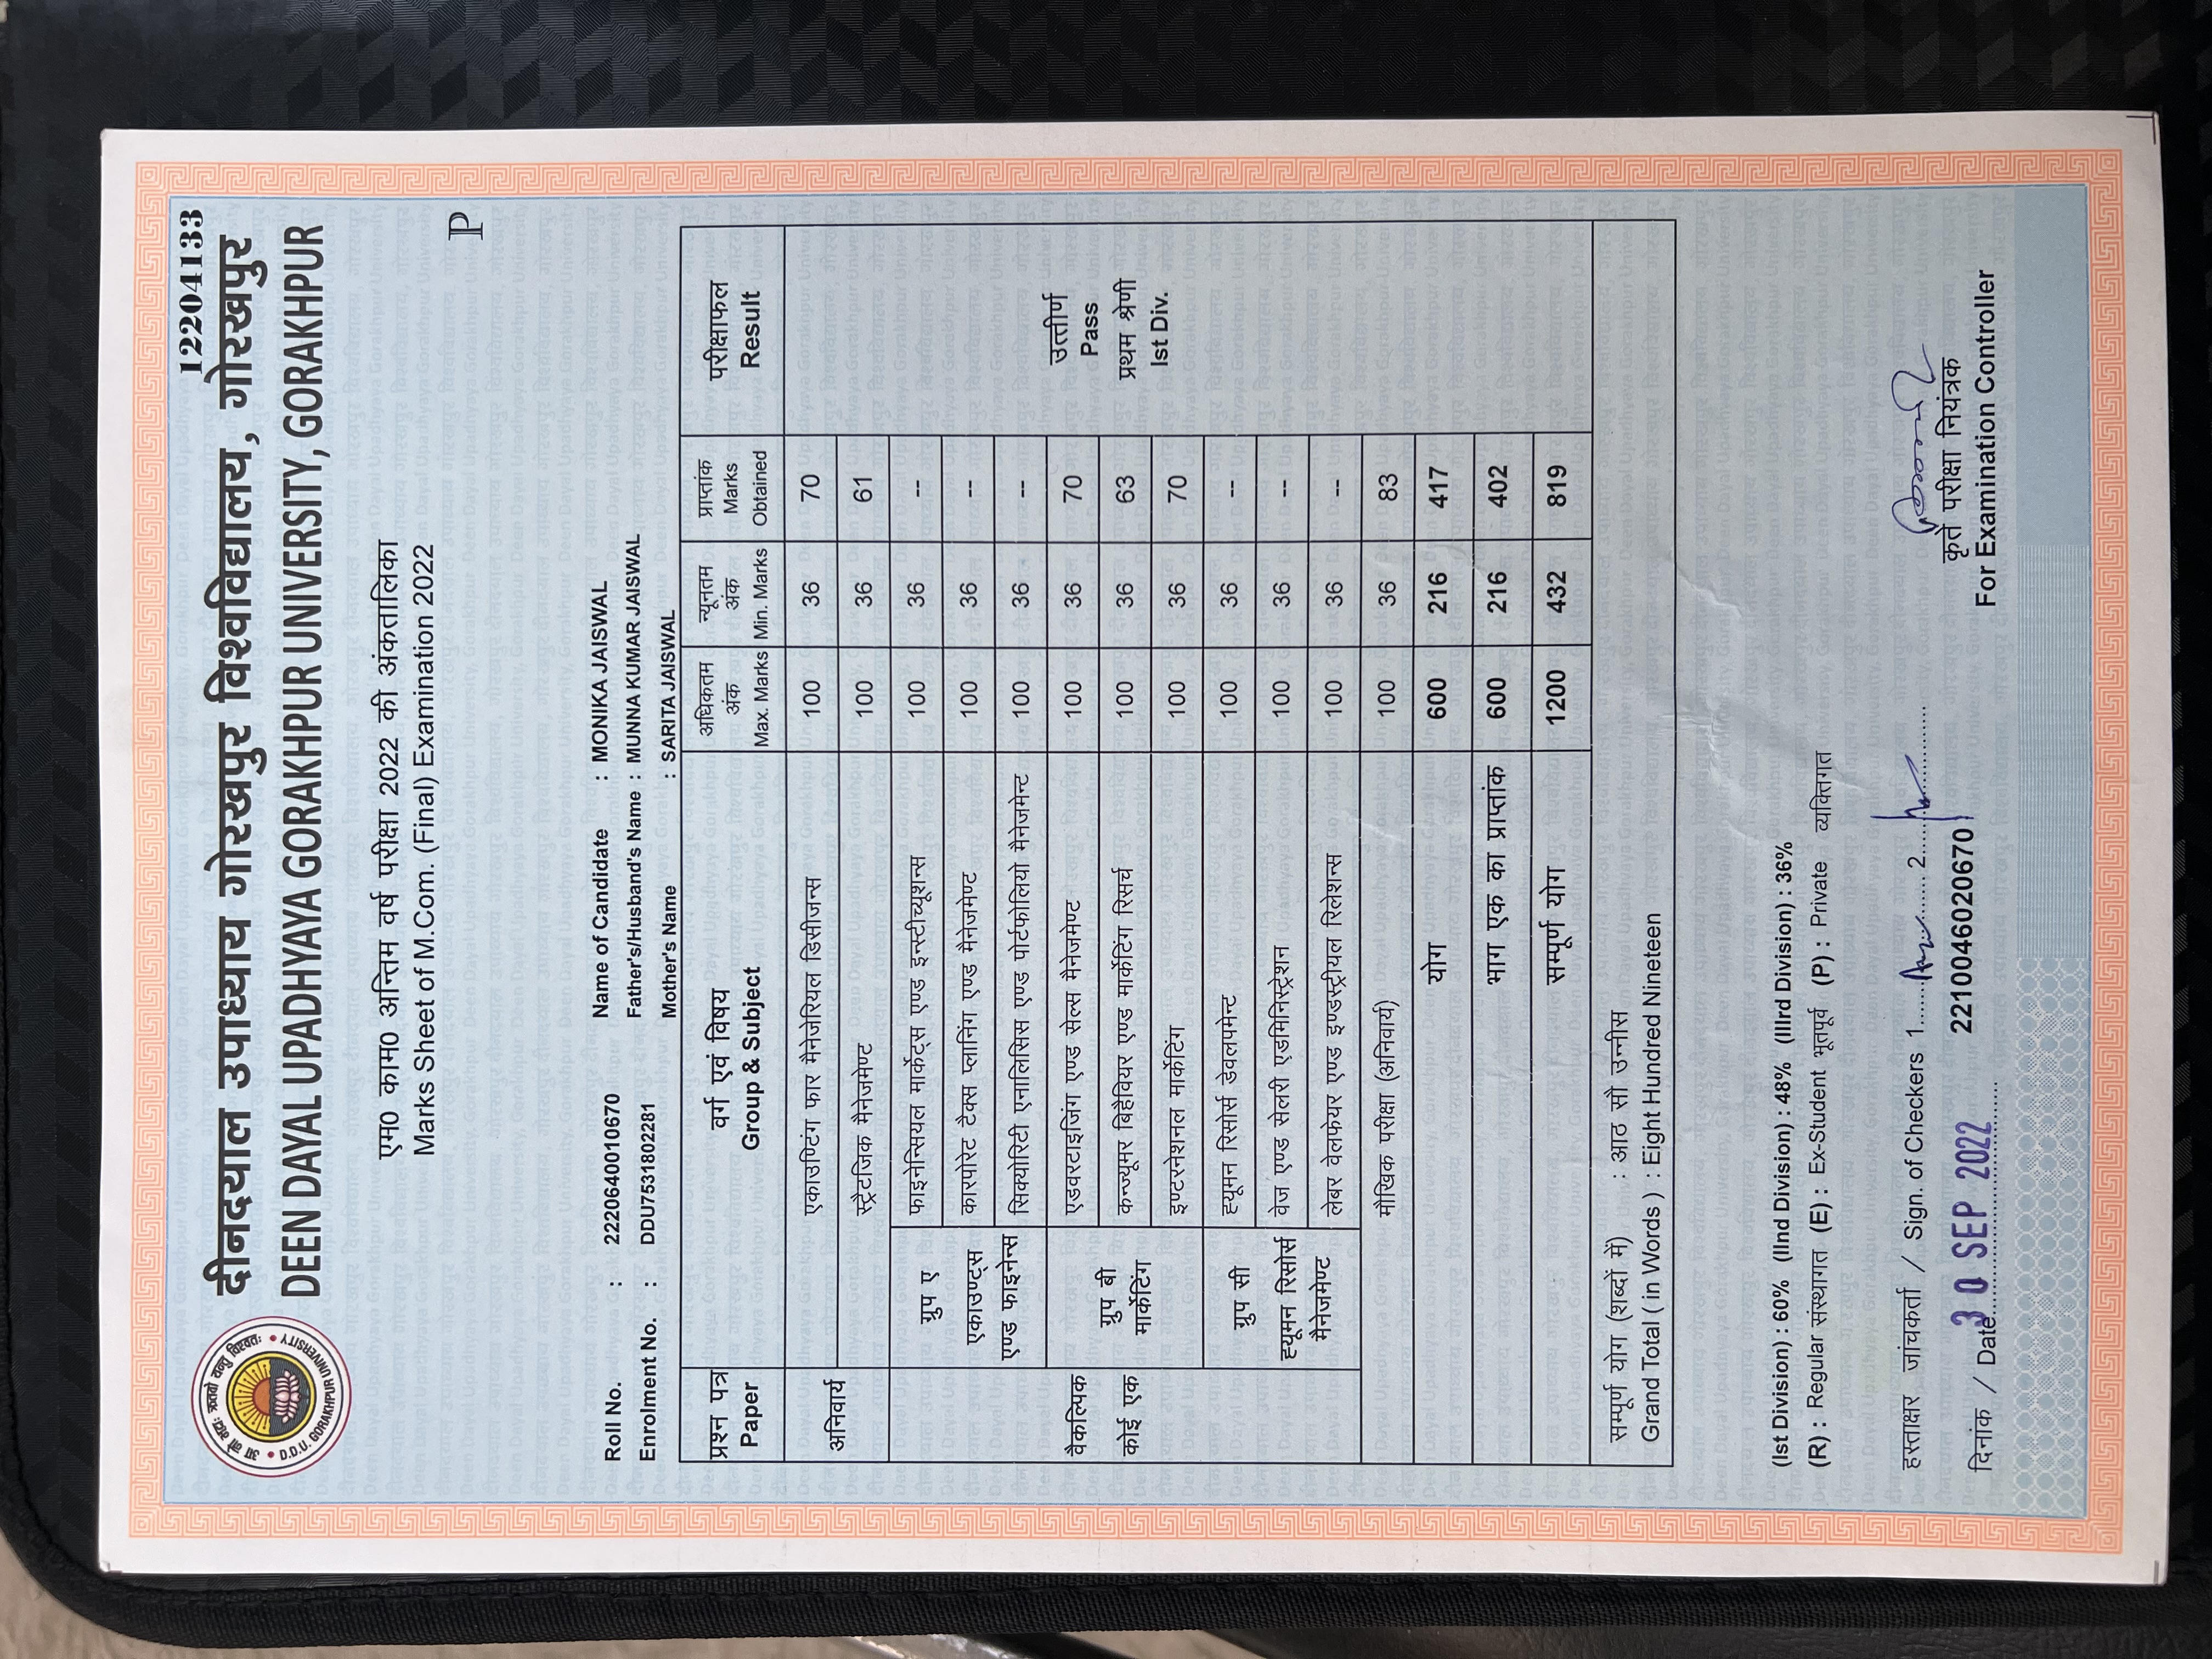 12204133
दीनदयाल उपाध्याय गोरखपुर विश्वविद्यालय, गोरखपुर
DEEN DAYAL UPADHYAYA GORAKHPUR UNIVERSITY, GORAKHPUR
D.D.U. GORAKHPUR UNIVERSITY
एम0 काम0 अन्तिम वर्ष परीक्षा 2022 की अंकतालिका
Marks Sheet of M.Com. (Final) Examination 2022
P
Roll No. : 2220640010670 Name of Candidate : MONIKA JAISWAL
Enrolment No. : DDU7531802281 Father's/Husband's Name : MUNNA KUMAR JAISWAL
Mother's Name : SARITA JAISWAL
प्रश्न पत्र वर्ग एवं विषय अधिकतम न्यूनतम प्राप्तांक परीक्षाफल
अंक अंक Marks
Paper Group & Subject Max. Marks Min. Marks Obtained Result
अनिवार्य एकाउण्टिंग फार मैनेजेरियल डिसीजन्स 100 36 70
स्ट्रैटजिक मैनेजमेण्ट 100 36 61
ग्रुप ए फाइनेन्सियल मार्केट्स एण्ड इन्स्टीच्यूशन्स 100 36 --
एकाउण्ट्स कारपोरेट टैक्स प्लानिंग एण्ड मैनेजमेण्ट 100 36 --
एण्ड फाइनेन्स सिक्योरिटी एनालिसिस एण्ड पोर्टफोलियो मैनेजमेन्ट 100 36 --
वैकल्पिक एडवरटाइजिंग एण्ड सेल्स मैनेजमेण्ट 100 36 70 उत्तीर्ण
Pass
कोई एक ग्रुप बी कन्ज्यूमर बिहैवियर एण्ड मार्केटिंग रिसर्च 100 36 63 प्रथम श्रेणी
मार्केटिंग इण्टरनेशनल मार्केटिंग 100 36 70 Ist Div.
ग्रुप सी ह्यूमन रिसोर्स डेवलपमेन्ट 100 36 --
ह्यूमन रिसोर्स वेज एण्ड सेलरी एडमिनिस्ट्रेशन 100 36 --
मैनेजमेण्ट लेबर वेलफेयर एण्ड इण्डस्ट्रीयल रिलेशन्स 100 36 --
मौखिक परीक्षा (अनिवार्य) 100 36 83
योग 600 216 417
भाग एक का प्राप्तांक 600 216 402
सम्पूर्ण योग 1200 432 819
सम्पूर्ण योग (शब्दों में) : आठ सौ उन्नीस
Grand Total ( in Words ) : Eight Hundred Nineteen
(Ist Division) : 60% (IInd Division) : 48% (IIIrd Division) : 36%
(R) : Regular संस्थागत (E) : Ex-Student भूतपूर्व (P) : Private व्यक्तिगत
हस्ताक्षर जांचकर्ता / Sign. of Checkers 1. 2.
कृते परीक्षा नियंत्रक
दिनांक / Date 30 SEP 2022 2210046020670
For Examination Controller